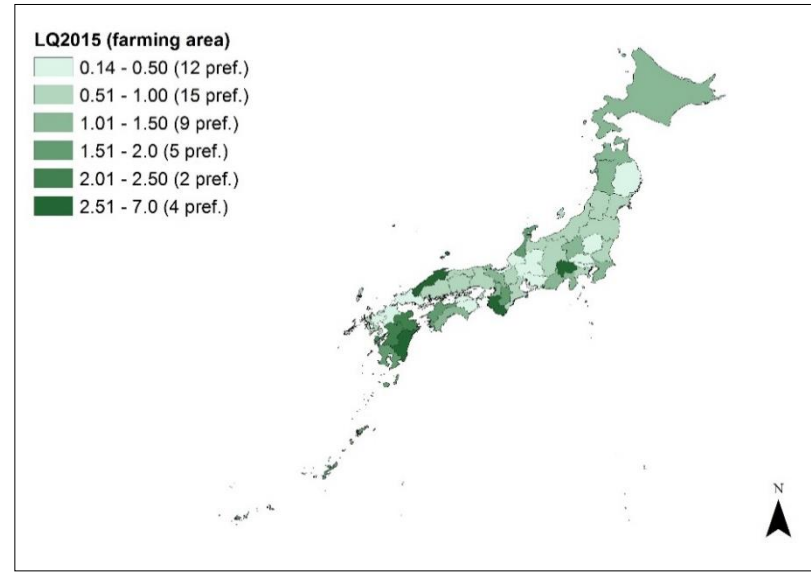 LQ2015 (farming area)
0.14 - 0.50 (12 pref.)
0.51 - 1.00 (15 pref.)
1.01 - 1.50 (9 pref.)
1.51 - 2.0 (5 pref.)
2.01 - 2.50 (2 pref.)
2.51 - 7.0 (4 pref.)
N